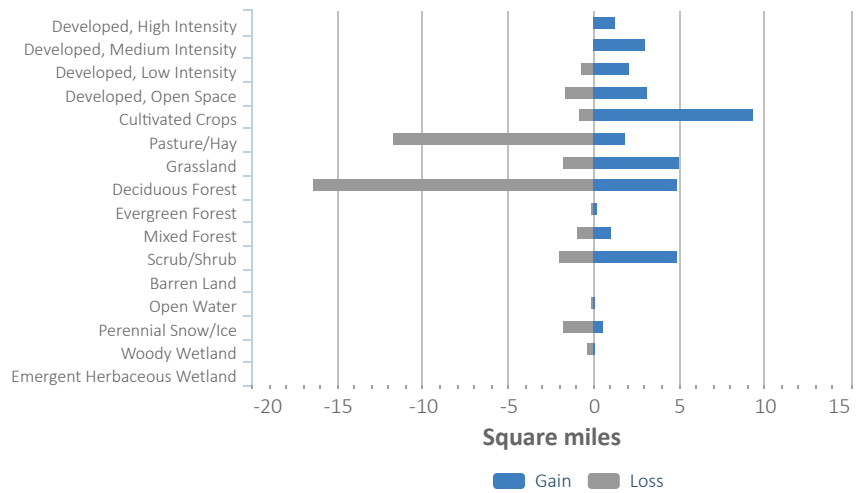 Developed, High Intensity
Developed, Medium Intensity
Developed, Low Intensity
Developed, Open Space
Cultivated Crops
Pasture/Hay
Grassland
Deciduous Forest
Evergreen Forest
Mixed Forest
Scrub/Shrub
Barren Land
Open Water
Perennial Snow/Ice
Woody Wetland
Emergent Herbaceous Wetland
-20 -15 -10 -5 0 5 10 15
Square miles
Gain Loss